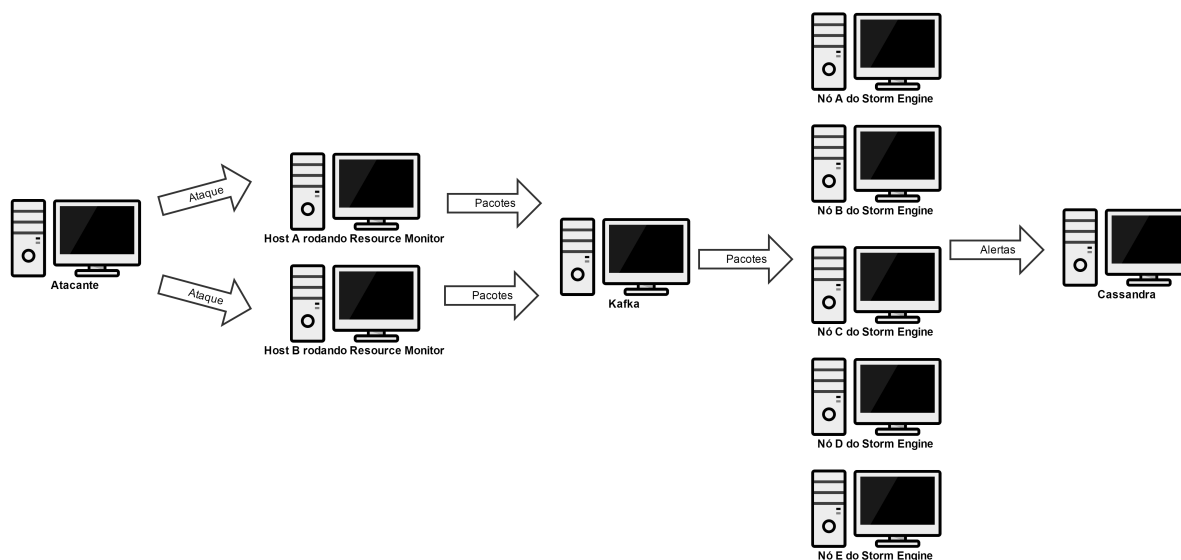 Atacante
Ataque
Ataque
Host A rodando Resource Monitor
Host B rodando Resource Monitor
Pacotes
Pacotes
Kafka
Pacotes
Nó A do Storm Engine
Nó B do Storm Engine
Nó C do Storm Engine
Nó D do Storm Engine
Nó E do Storm Engine
Alertas
Cassandra